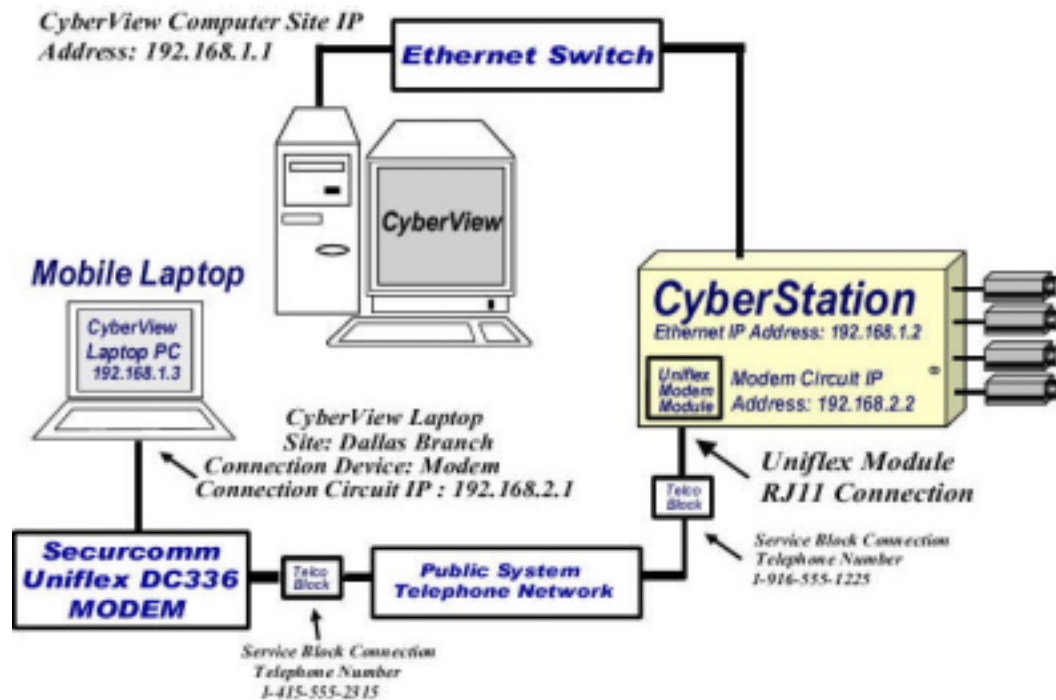 CyberView Computer Site IP
Address: 192.168.1.1
Ethernet Switch
CyberView
Mobile Laptop
CyberView
Laptop PC
192.168.1.3
CyberStation
Ethernet IP Address: 192.168.1.2
Uniflex
Modem
Module
Modem Circuit IP
Address: 192.168.2.2
CyberView Laptop
Site: Dallas Branch
Connection Device: Modem
Connection Circuit IP : 192.168.2.1
Uniflex Module
RJ11 Connection
Telco
Block
Service Block Connection
Telephone Number
1-916-555-1225
Securcomm
Uniflex DC336
MODEM
Telco
Block
Public System
Telephone Network
Service Block Connection
Telephone Number
1-415-555-2315